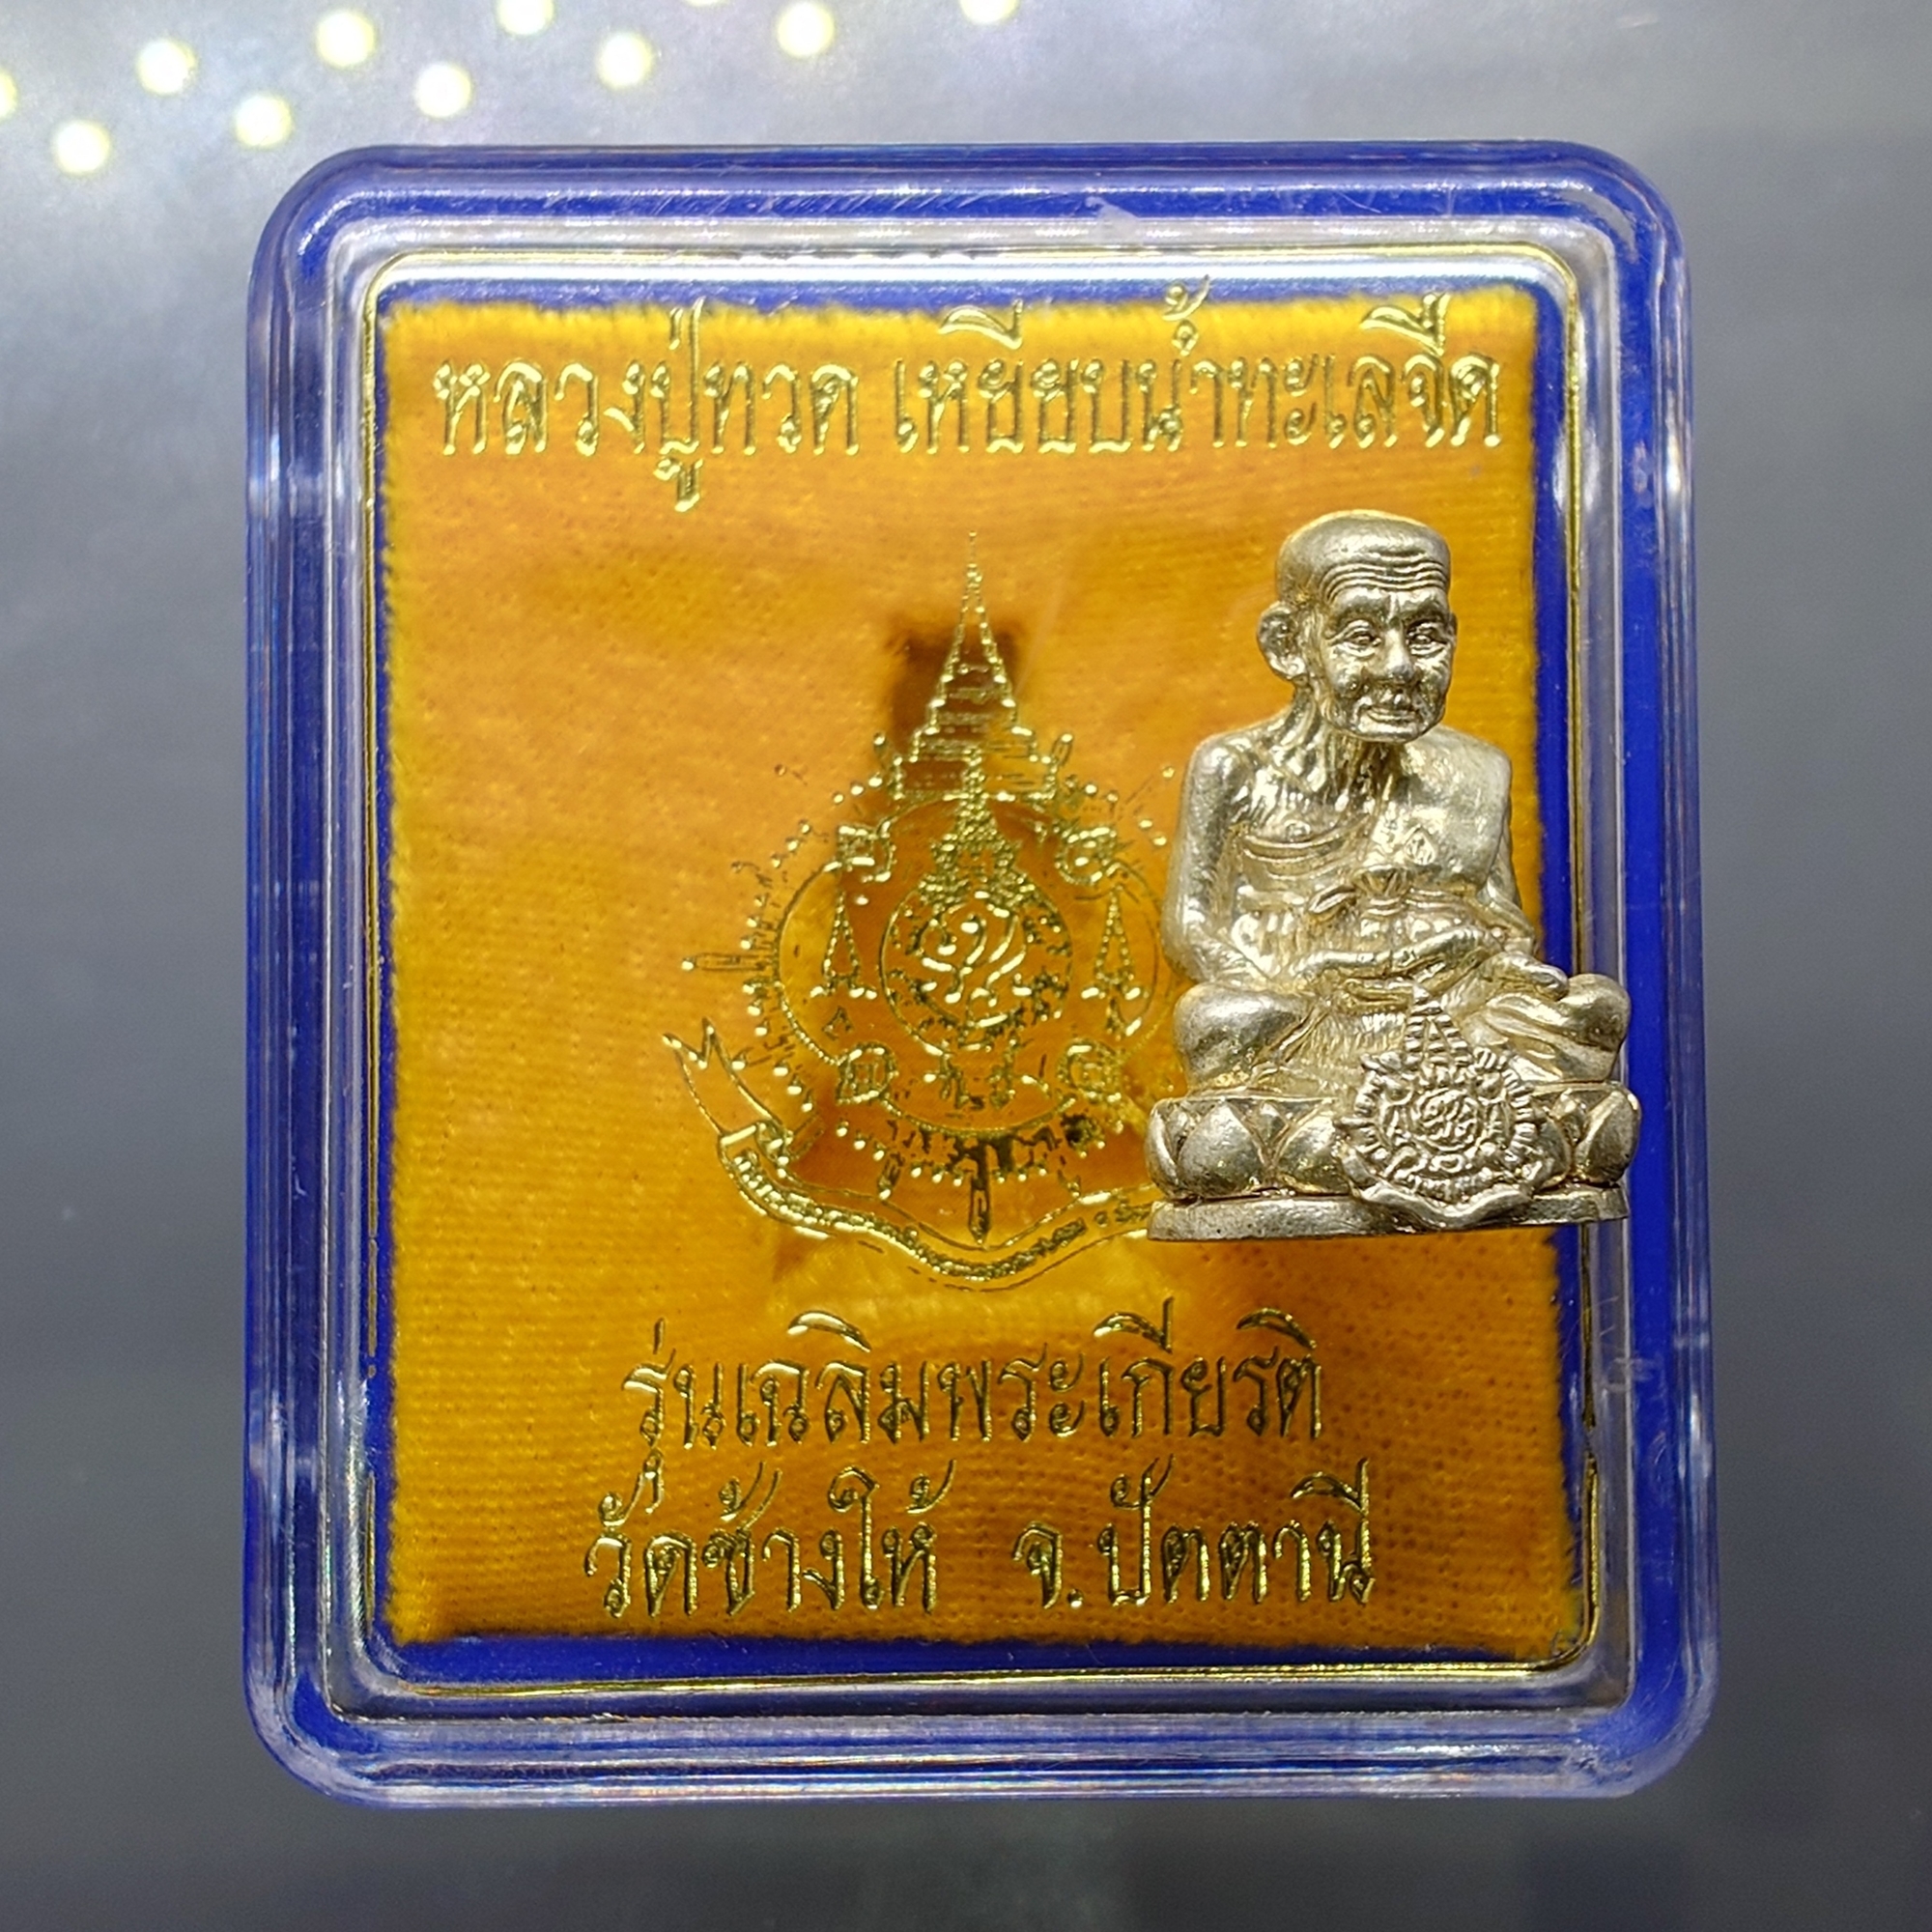 หลวงปู่ทวด เหยียบน้ำทะเลจืด
รุ่นเฉลิมพระเกียรติ
วัดช้างให้ จ.ปัตตานี